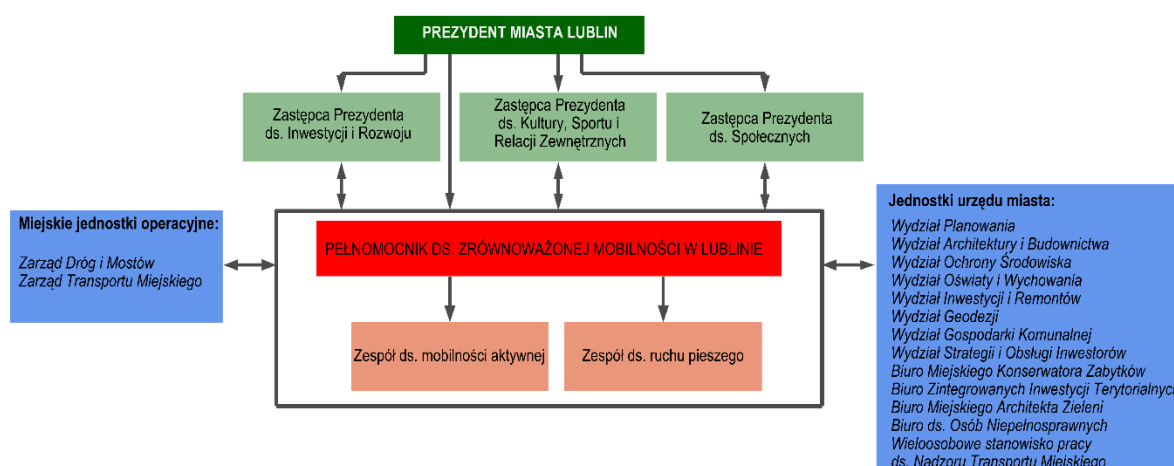 PREZYDENT MIASTA LUBLIN
Zastępca Prezydenta
ds. Inwestycji i Rozwoju
Zastępca Prezydenta
ds. Kultury, Sportu i
Relacji Zewnętrznych
Zastępca Prezydenta
ds. Społecznych
Miejskie jednostki operacyjne:
Zarząd Dróg i Mostów
Zarząd Transportu Miejskiego
PEŁNOMOCNIK DS. ZRÓWNOWAŻONEJ MOBILNOŚCI W LUBLINIE
Zespół ds. mobilności aktywnej
Zespół ds. ruchu pieszego
Jednostki urzędu miasta:
Wydział Planowania
Wydział Architektury i Budownictwa
Wydział Ochrony Środowiska
Wydział Oświaty i Wychowania
Wydział Inwestycji i Remontów
Wydział Geodezji
Wydział Gospodarki Komunalnej
Wydział Strategii i Obsługi Inwestorów
Biuro Miejskiego Konserwatora Zabytków
Biuro Zintegrowanych Inwestycji Terytorialnych
Biuro Miejskiego Architekta Zieleni
Biuro ds. Osób Niepełnosprawnych
Wieloosobowe stanowisko pracy
ds. Nadzoru Transportu Miejskiego